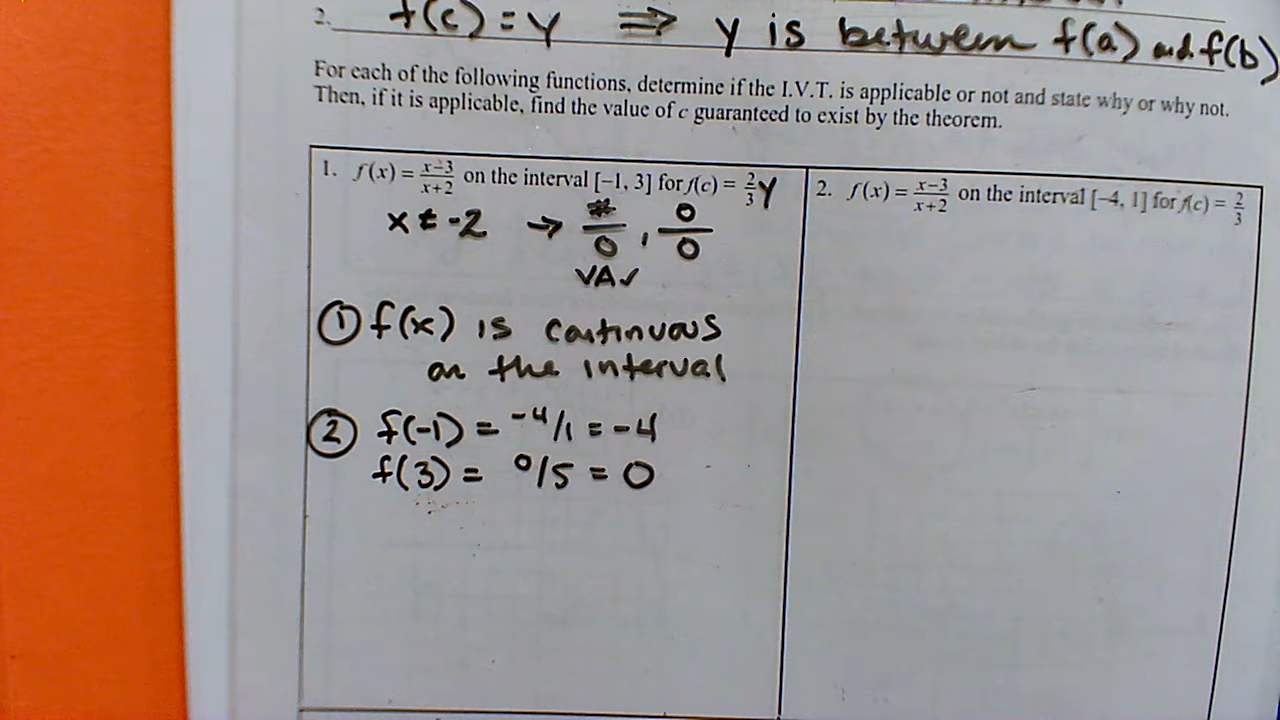 2. f(c) = y ⇒ y is between f(a) and f(b)
For each of the following functions, determine if the I.V.T. is applicable or not and state why or why not.
Then, if it is applicable, find the value of c guaranteed to exist by the theorem.
1. f(x) = x−3/x+2 on the interval [−1, 3] for f(c) = 2/3 y
x ≠ -2 → #/0 , 0/0
VA ✓
① f(x) is continuous
on the interval
② f(-1) = -4/1 = -4
f(3) = 0/5 = 0
2. f(x) = x−3/x+2 on the interval [−4, 1] for f(c) = 2/3